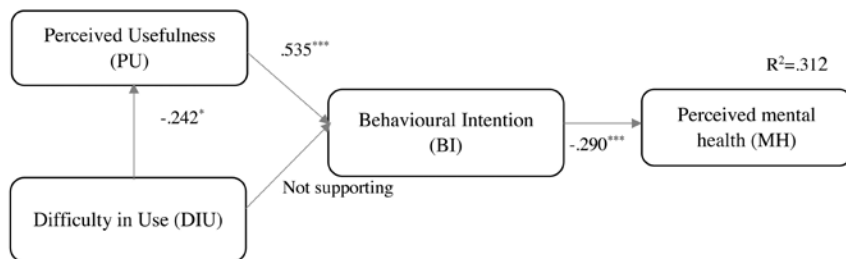 Perceived Usefulness
(PU)
.535***
R²=.312
-.242*
Behavioural Intention
(BI)
-.290***
Perceived mental
health (MH)
Not supporting
Difficulty in Use (DIU)